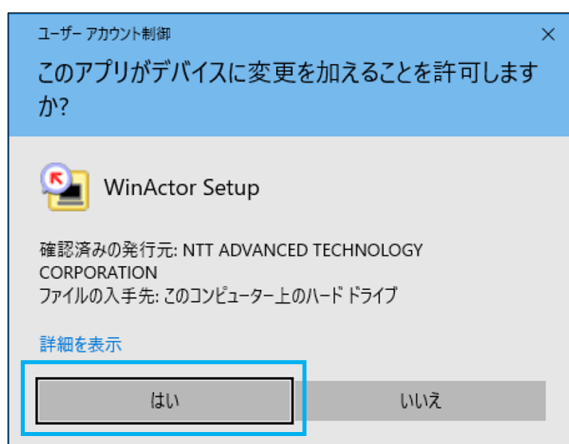 ユーザー アカウント制御
このアプリがデバイスに変更を加えることを許可します
か?
WinActor Setup
確認済みの発行元: NTT ADVANCED TECHNOLOGY
CORPORATION
ファイルの入手先: このコンピューター上のハード ドライブ
詳細を表示
はい
いいえ